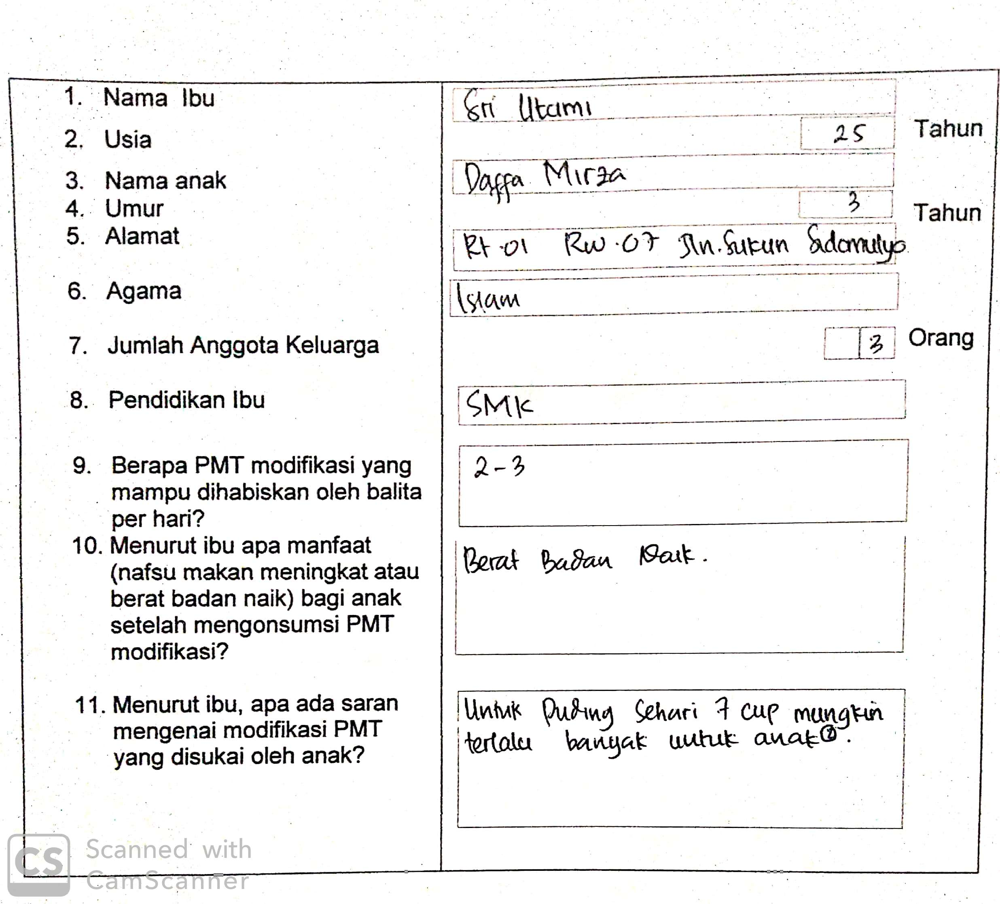 1. Nama Ibu
Sri Utami
2. Usia
25 Tahun
3. Nama anak
Daffa Mirza
4. Umur
3 Tahun
5. Alamat
Rt.01 Rw.07 Jln.Sukun Sidomulyo
6. Agama
Islam
7. Jumlah Anggota Keluarga
3 Orang
8. Pendidikan Ibu
SMK
9. Berapa PMT modifikasi yang
mampu dihabiskan oleh balita
per hari?
2-3
10. Menurut ibu apa manfaat
(nafsu makan meningkat atau
berat badan naik) bagi anak
setelah mengonsumsi PMT
modifikasi?
Berat Badan Naik.
11. Menurut ibu, apa ada saran
mengenai modifikasi PMT
yang disukai oleh anak?
Untuk Puding Sehari 7 cup mungkin
terlalu banyak untuk anak②.
CS Scanned with
CamScanner